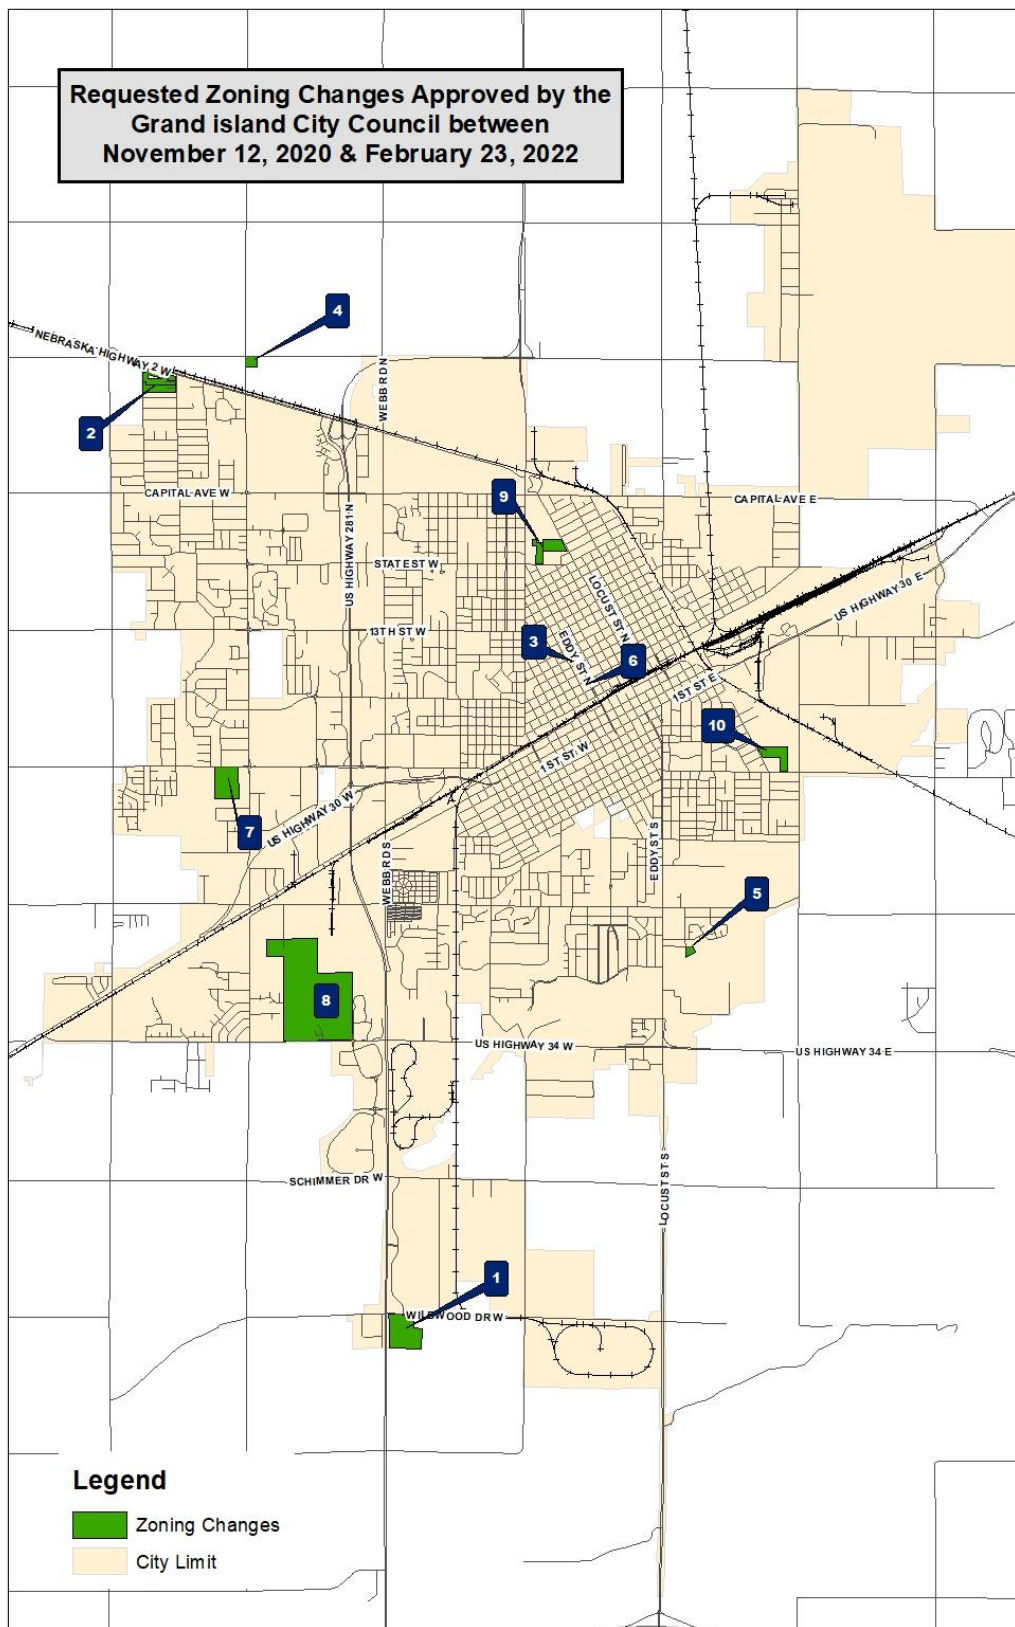 Requested Zoning Changes Approved by the
Grand island City Council between
November 12, 2020 & February 23, 2022
4
NEBRASKA HIGHWAY 2 W
WEBB RD N
2
CAPITAL AVE W
9
CAPITAL AVE E
US HIGHWAY 281 N
STATE ST W
LOCUST ST N
US HIGHWAY 30 E
13TH ST W
3
EDDY ST N
6
1ST ST E
10
1ST ST W
7
US HIGHWAY 30 W
WEBB RD S
EDDY ST S
5
8
US HIGHWAY 34 W
US HIGHWAY 34 E
SCHIMMER DR W
LOCUST ST S
1
WILDWOOD DR W
Legend
Zoning Changes
City Limit